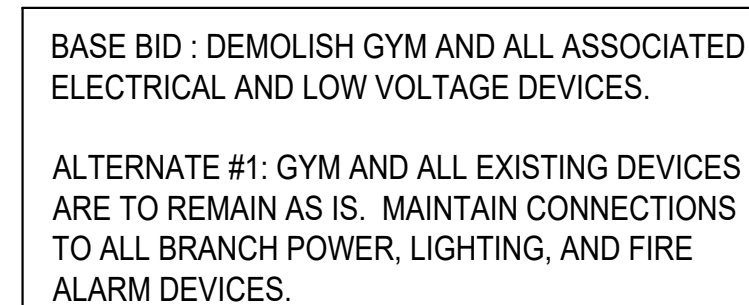 BASE BID : DEMOLISH GYM AND ALL ASSOCIATED
ELECTRICAL AND LOW VOLTAGE DEVICES.
ALTERNATE #1: GYM AND ALL EXISTING DEVICES
ARE TO REMAIN AS IS.  MAINTAIN CONNECTIONS
TO ALL BRANCH POWER, LIGHTING, AND FIRE
ALARM DEVICES.